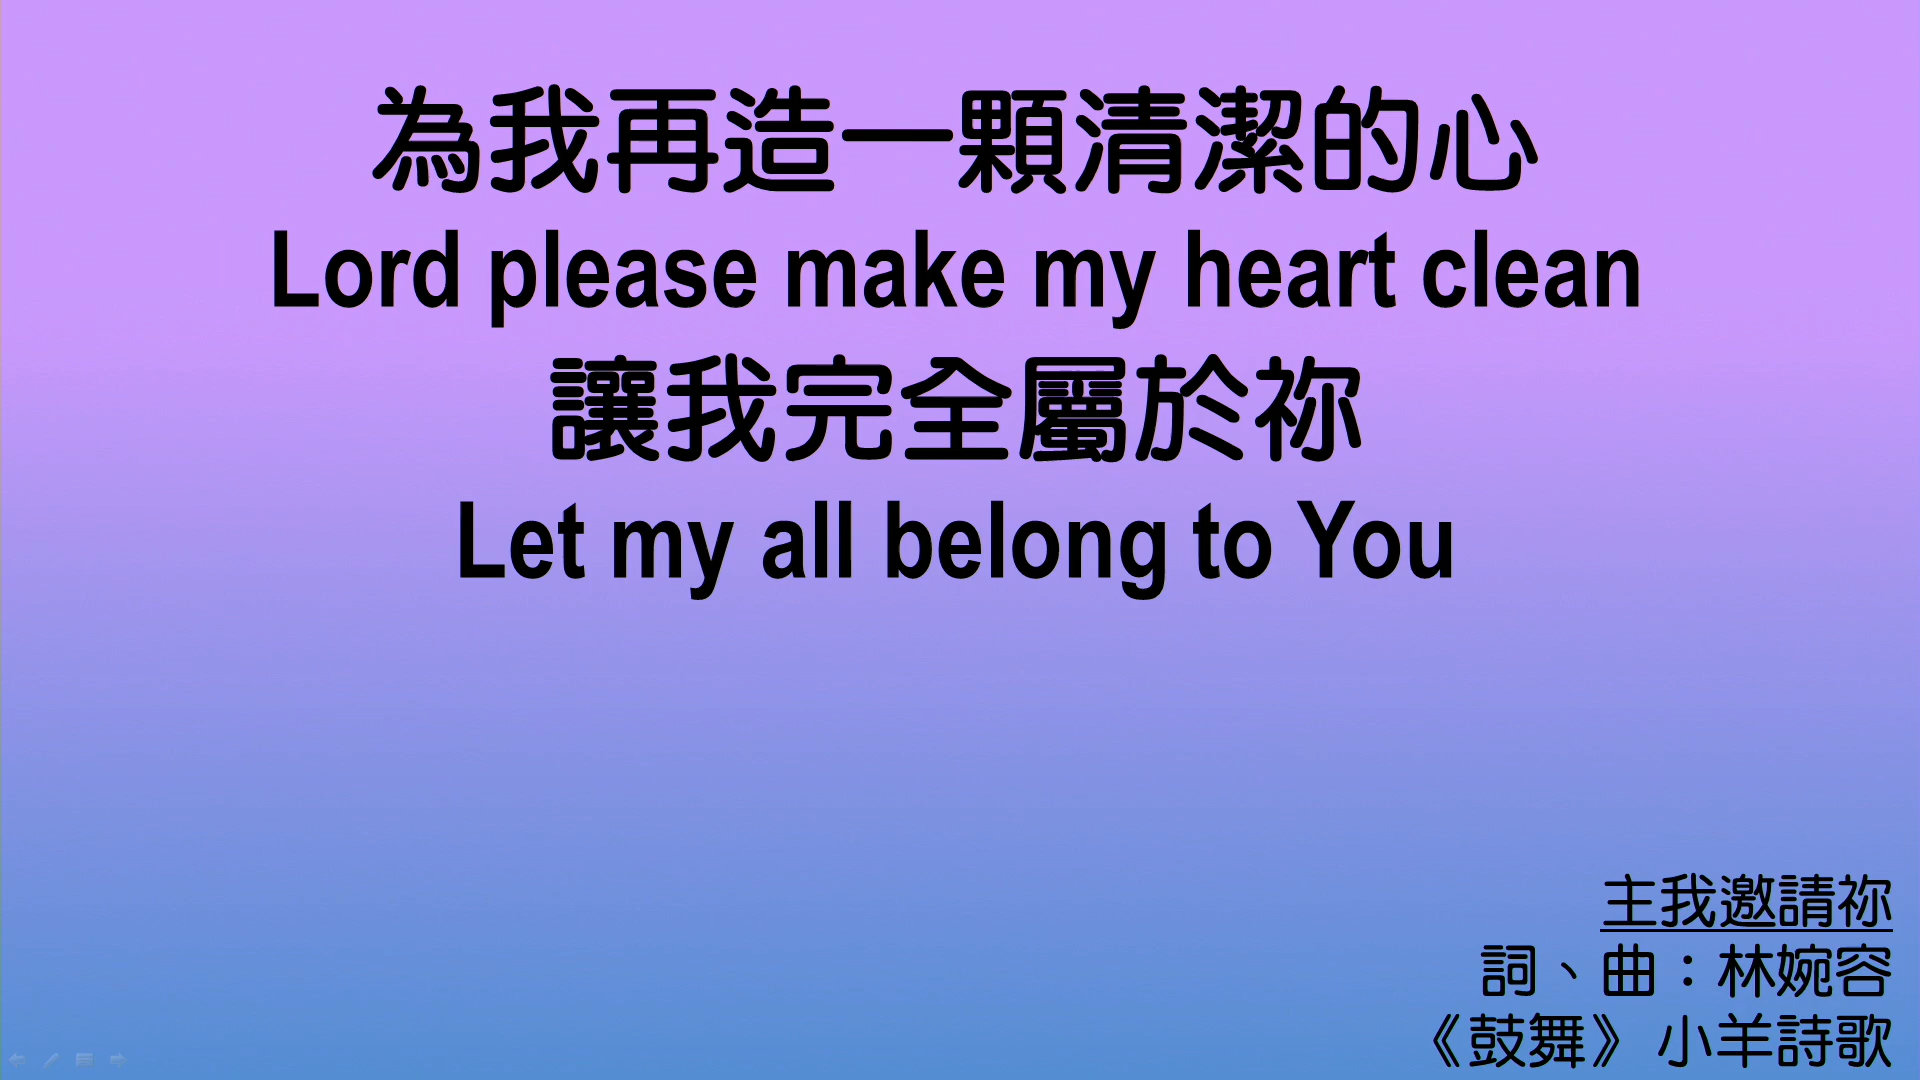 為我再造一顆清潔的心
Lord please make my heart clean
讓我完全屬於祢
Let my all belong to You
主我邀請祢
詞、曲：林婉容
《鼓舞》 小羊詩歌